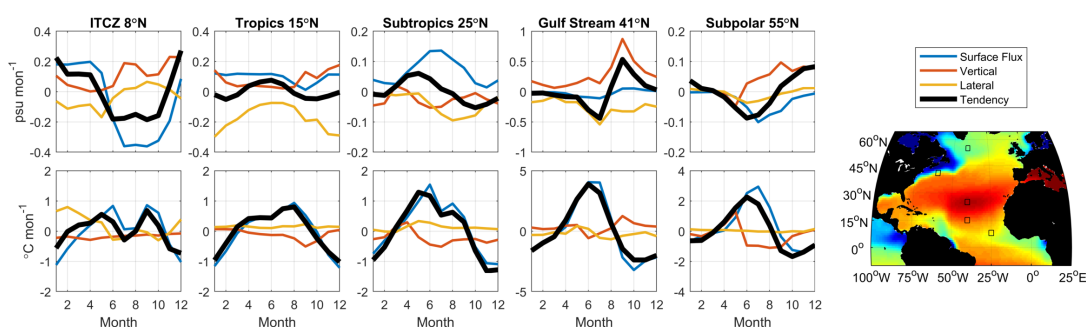 ITCZ 8°N
Tropics 15°N
Subtropics 25°N
Gulf Stream 41°N
Subpolar 55°N
psu mon⁻¹
0.4
0.2
0
-0.2
-0.4
0.4
0.2
0
-0.2
-0.4
0.2
0.1
0
-0.1
-0.2
1
0.5
0
-0.5
-1
0.2
0.1
0
-0.1
-0.2
Surface Flux
Vertical
Lateral
Tendency
°C mon⁻¹
2
1
0
-1
-2
2
1
0
-1
-2
2
1
0
-1
-2
5
0
-5
4
2
0
-2
-4
2 4 6 8 10 12
2 4 6 8 10 12
2 4 6 8 10 12
2 4 6 8 10 12
2 4 6 8 10 12
Month
Month
Month
Month
Month
60°N
45°N
30°N
15°N
0°
100°W 75°W 50°W 25°W 0° 25°E